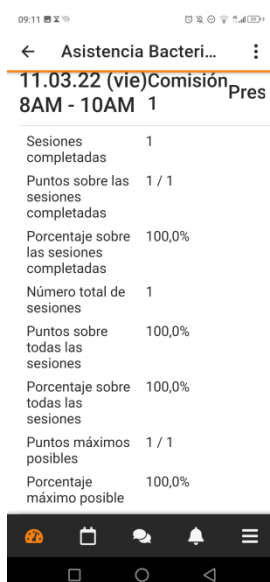 09:11
Asistencia Bacteri...
11.03.22 (vie) Comisión Pres
8AM - 10AM 1
Sesiones 1
completadas
Puntos sobre las 1 / 1
sesiones
completadas
Porcentaje sobre 100,0%
las sesiones
completadas
Número total de 1
sesiones
Puntos sobre 100,0%
todas las
sesiones
Porcentaje sobre 100,0%
todas las
sesiones
Puntos máximos 1 / 1
posibles
Porcentaje 100,0%
máximo posible